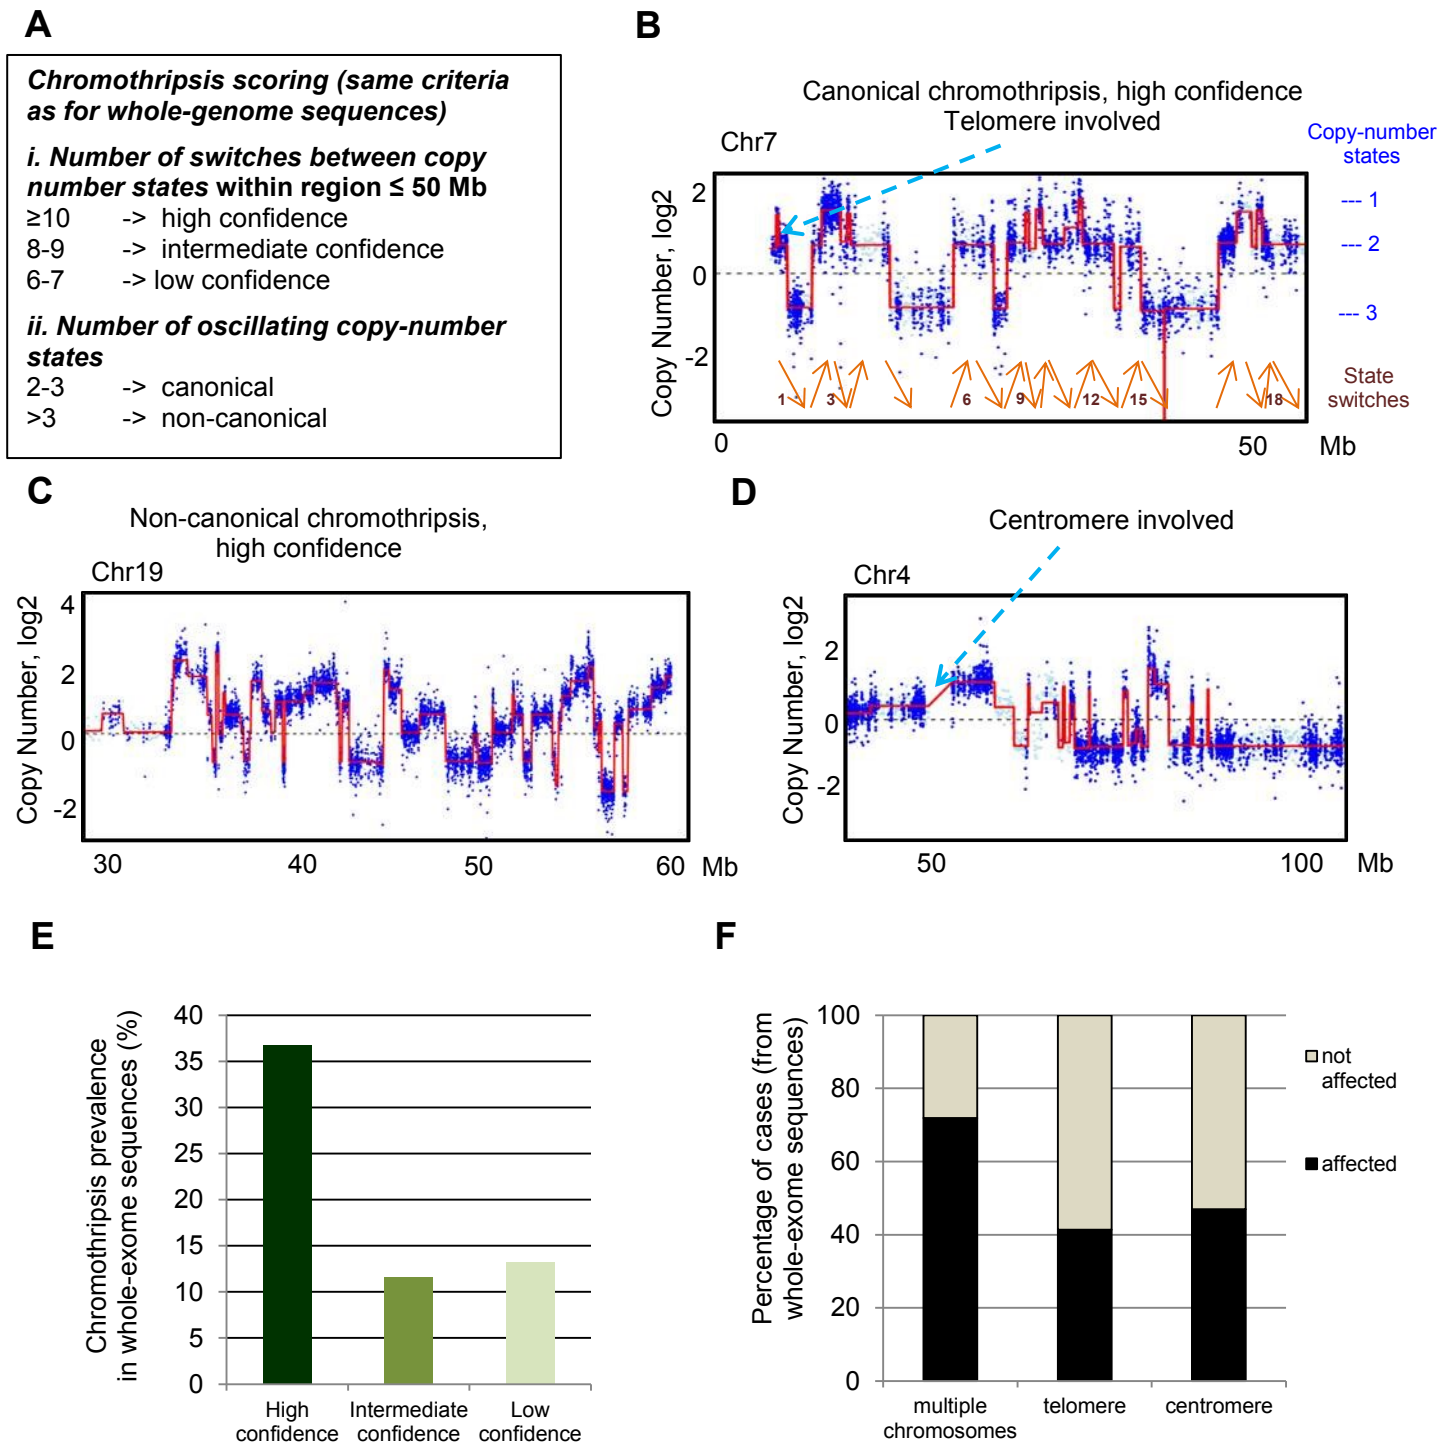 A
Chromothripsis scoring (same criteria
as for whole-genome sequences)
i. Number of switches between copy
number states within region ≤ 50 Mb
≥10 -> high confidence
8-9 -> intermediate confidence
6-7 -> low confidence
ii. Number of oscillating copy-number
states
2-3 -> canonical
>3 -> non-canonical
B
Canonical chromothripsis, high confidence
Telomere involved
Chr7
Copy-number
states
Copy Number, log2
2
0
-2
--- 1
--- 2
--- 3
1 3 6 9 12 15 18
State
switches
0 50 Mb
C
Non-canonical chromothripsis,
high confidence
Chr19
Copy Number, log2
4
2
0
-2
30 40 50 60 Mb
D
Centromere involved
Chr4
Copy Number, log2
2
0
-2
50 100 Mb
E
Chromothripsis prevalence
in whole-exome sequences (%)
40
35
30
25
20
15
10
5
0
High
confidence
Intermediate
confidence
Low
confidence
F
Percentage of cases (from
whole-exome sequences)
100
80
60
40
20
0
multiple
chromosomes
telomere
centromere
not
affected
affected